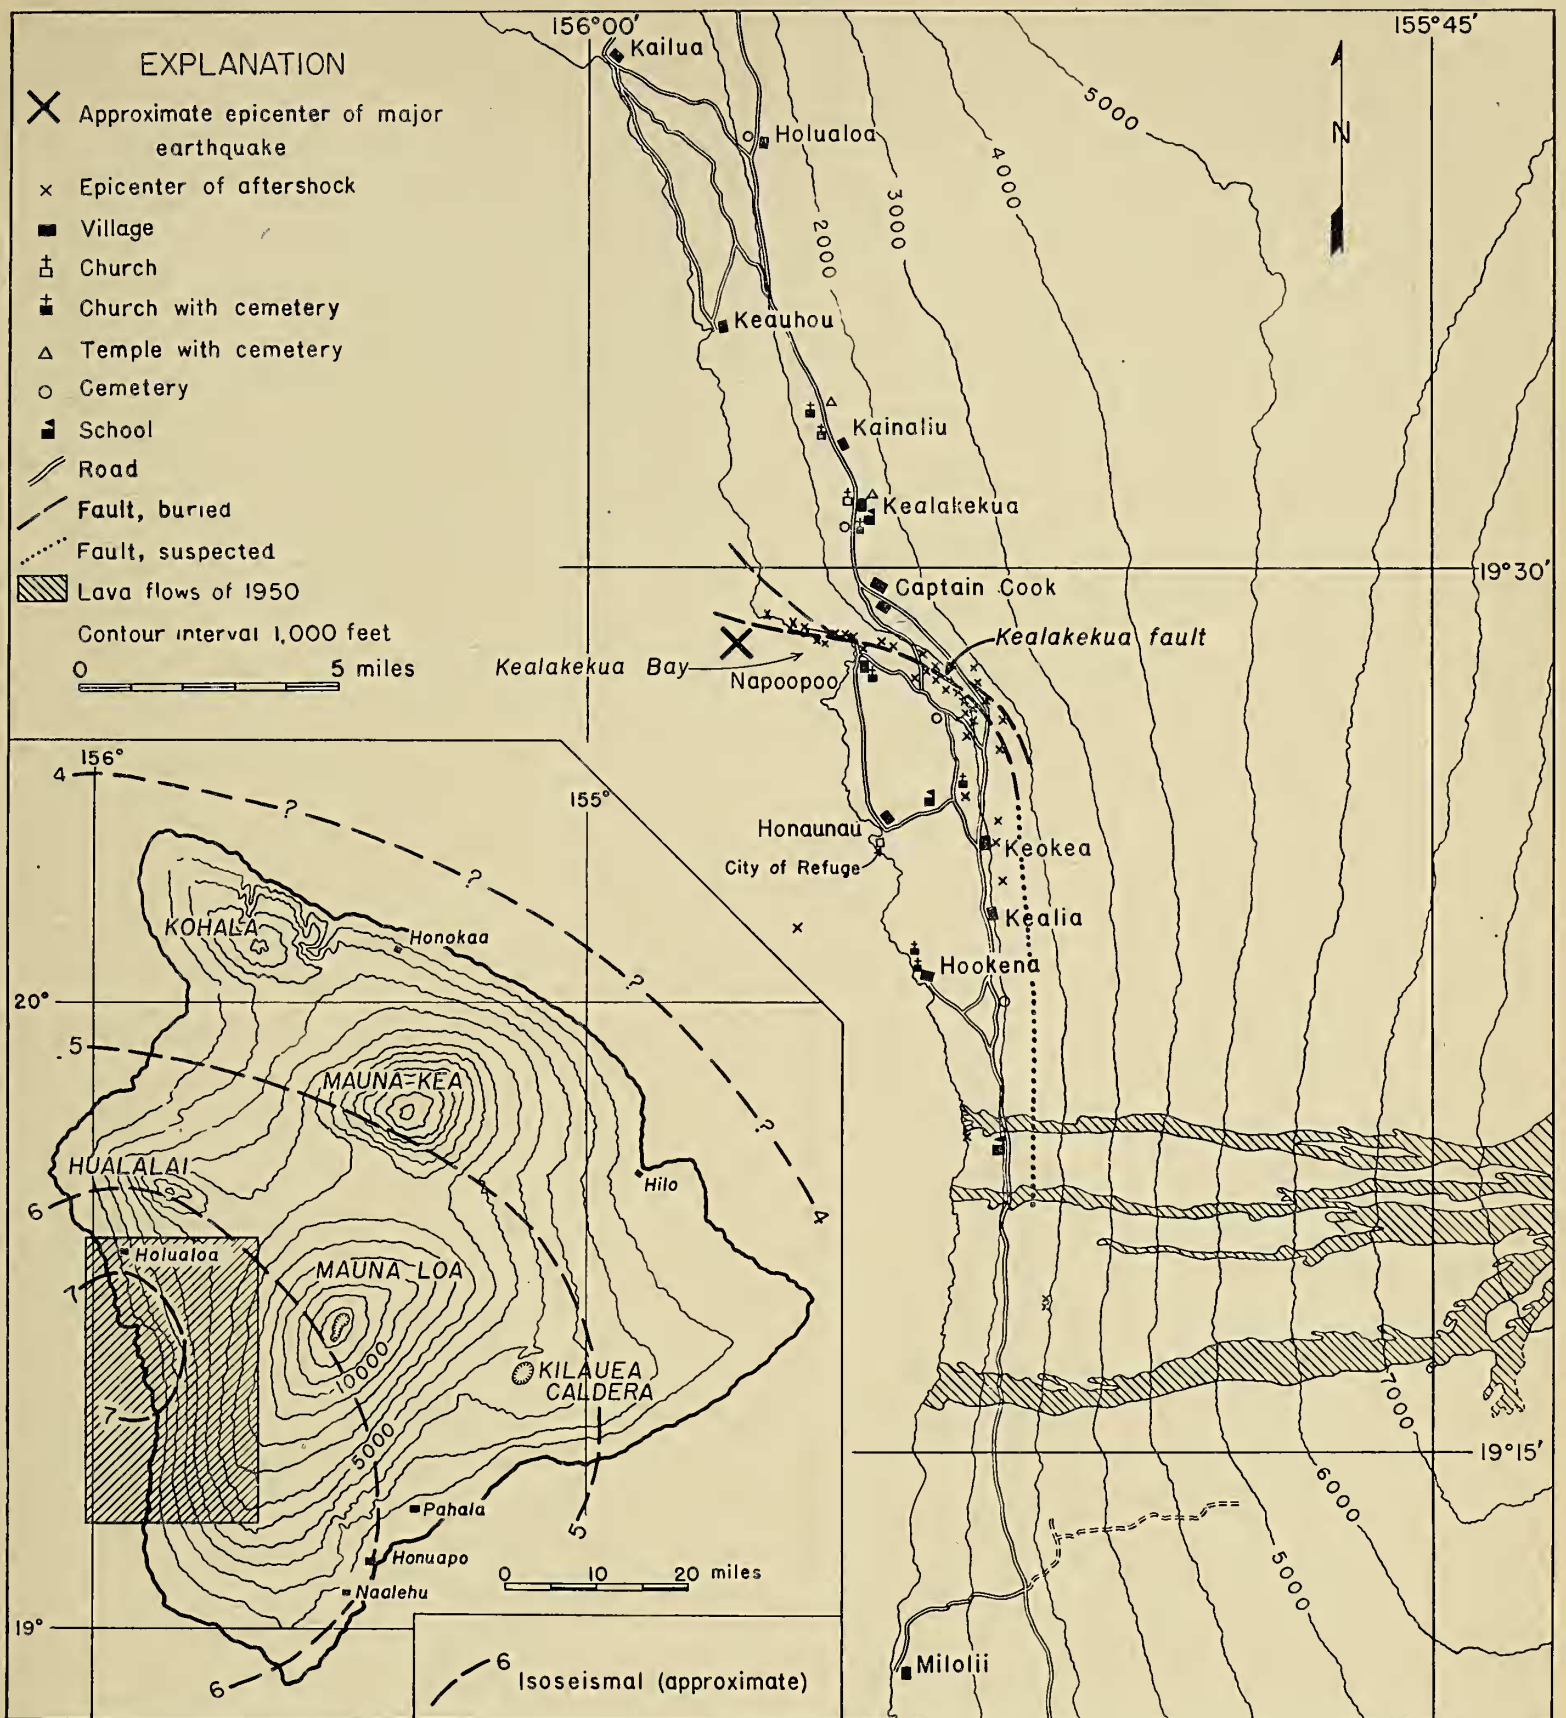 156°00'
155°45'
EXPLANATION
Approximate epicenter of major
earthquake
Epicenter of aftershock
Village
Church
Church with cemetery
Temple with cemetery
Cemetery
School
Road
Fault, buried
Fault, suspected
Lava flows of 1950
Contour interval 1,000 feet
0 5 miles
Kailua
Holualoa
5000
4000
3000
2000
N
Keauhou
Kainaliu
Kealakekua
19°30'
Captain Cook
Kealakekua fault
Kealakekua Bay
Napoopoo
Honaunau
City of Refuge
Keokea
Kealia
Hookena
7000
19°15'
6000
5000
Milolii
156°
4
?
155°
?
KOHALA
Honokaa
20°
?
5
MAUNA KEA
?
HUALALAI
Hilo
6
4
Holualoa
MAUNA LOA
7
10000
KILAUEA
CALDERA
7
5000
Pahala
5
Honuapo
0 10 20 miles
Naalehu
19°
6
6 Isoseismal (approximate)